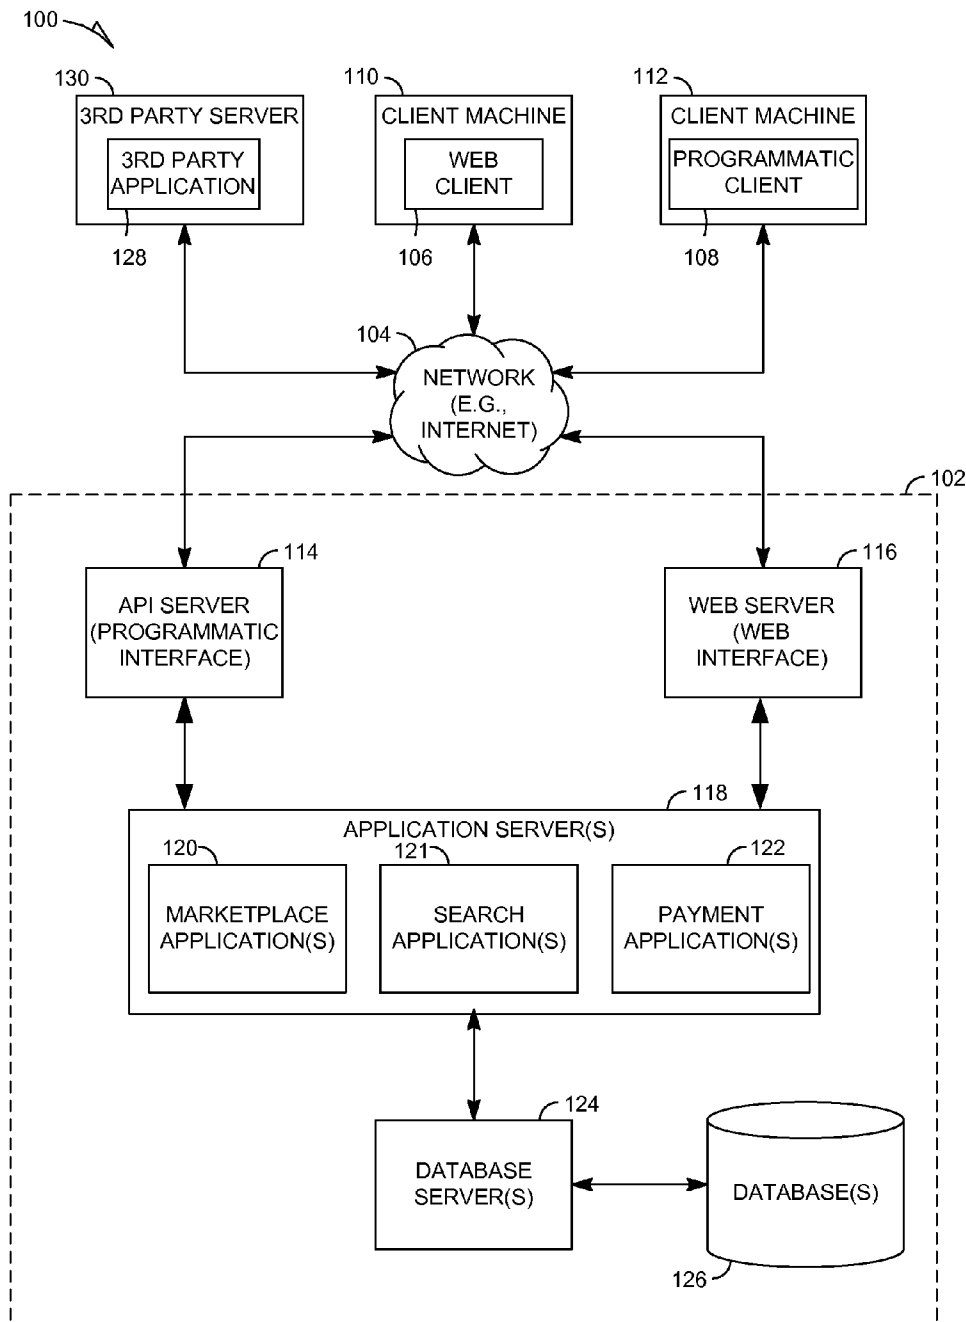 100
130
110
112
3RD PARTY SERVER
3RD PARTY
APPLICATION
CLIENT MACHINE
WEB
CLIENT
CLIENT MACHINE
PROGRAMMATIC
CLIENT
128
106
108
104
NETWORK
(E.G.,
INTERNET)
102
114
116
API SERVER
(PROGRAMMATIC
INTERFACE)
WEB SERVER
(WEB
INTERFACE)
118
APPLICATION SERVER(S)
120
121
122
MARKETPLACE
APPLICATION(S)
SEARCH
APPLICATION(S)
PAYMENT
APPLICATION(S)
124
DATABASE
SERVER(S)
DATABASE(S)
126